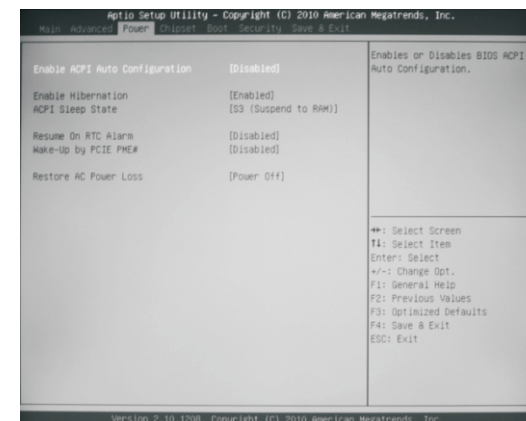 Aptio Setup Utility - Copyright (C) 2010 American Megatrends, Inc.
Main Advanced Power Chipset Boot Security Save & Exit
Enable ACPI Auto Configuration [Disabled]
Enable Hibernation [Enabled]
ACPI Sleep State [S3 (Suspend to RAM)]
Resume On RTC Alarm [Disabled]
Wake-Up by PCIE PME# [Disabled]
Restore AC Power Loss [Power Off]
Enables or Disables BIOS ACPI
Auto Configuration.
↔: Select Screen
↑↓: Select Item
Enter: Select
+/-: Change Opt.
F1: General Help
F2: Previous Values
F3: Optimized Defaults
F4: Save & Exit
ESC: Exit
Version 2.10.1208. Copyright (C) 2010 American Megatrends, Inc.